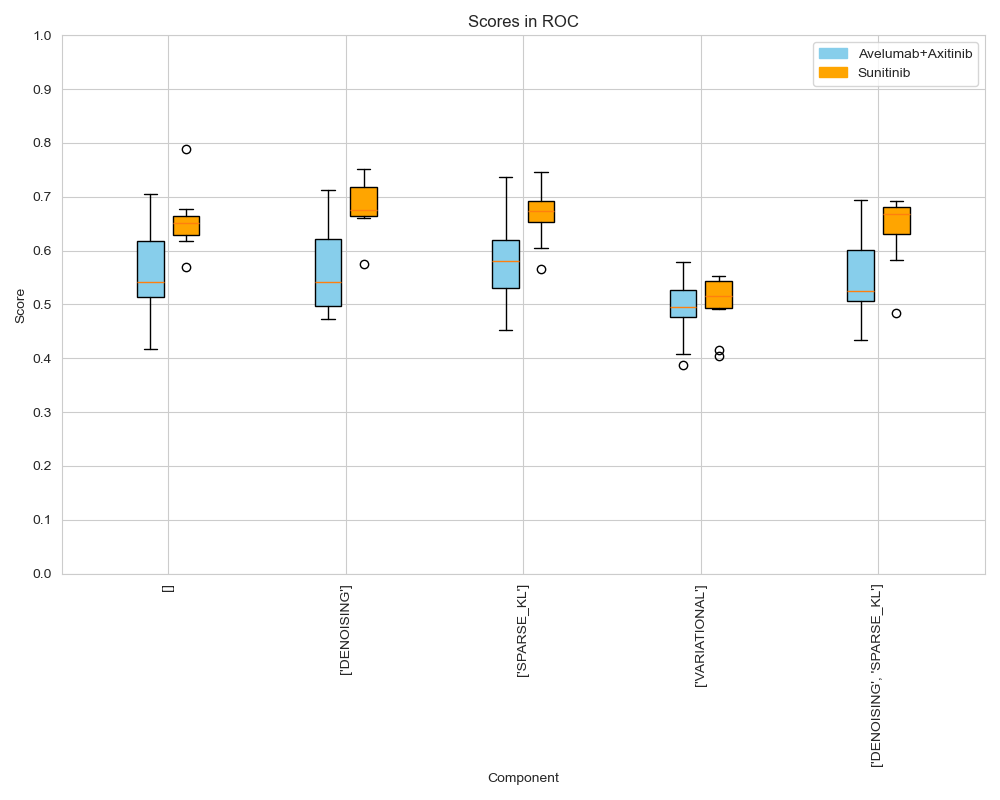 Scores in ROC
Avelumab+Axitinib
Sunitinib
1.0
0.9
0.8
0.7
0.6
0.5
0.4
0.3
0.2
0.1
0.0
Score
[]
['DENOISING']
['SPARSE_KL']
['VARIATIONAL']
['DENOISING', 'SPARSE_KL']
Component